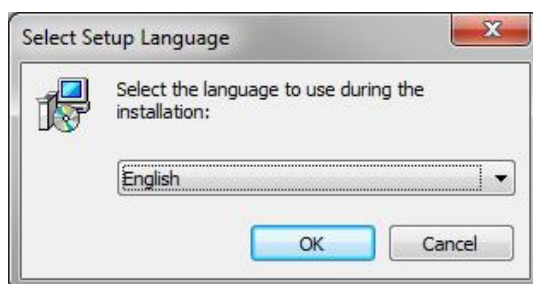 Select Setup Language
Select the language to use during the
installation:
English
OK
Cancel